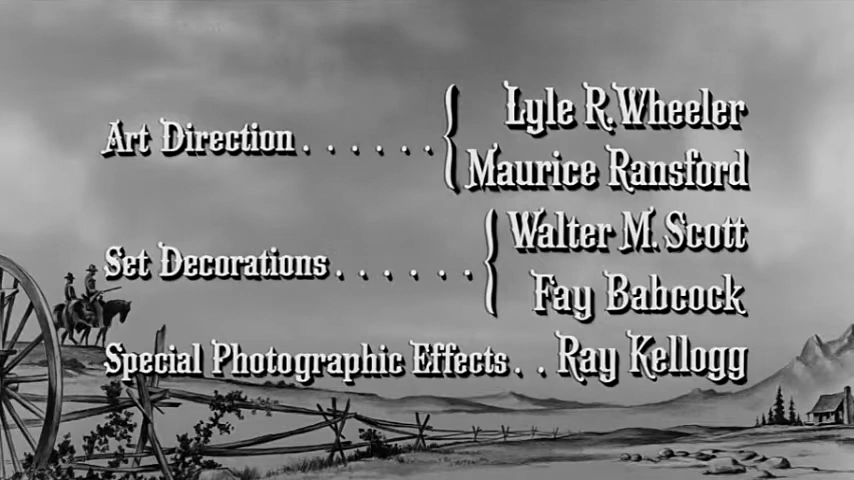 Art Direction . . . . . . { Lyle R. Wheeler
Maurice Ransford
Set Decorations . . . . . . { Walter M. Scott
Fay Babcock
Special Photographic Effects . . Ray Kellogg